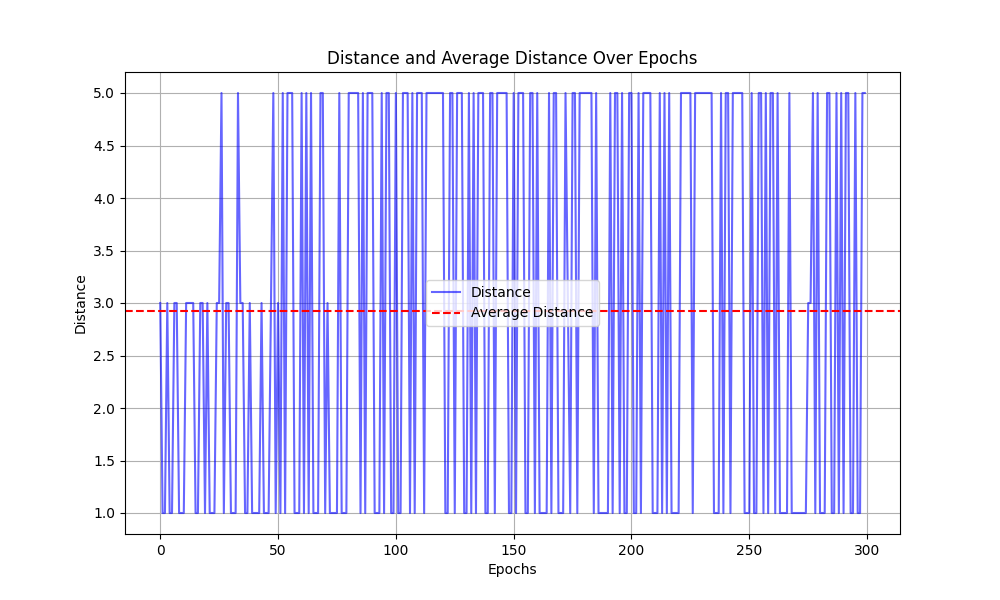 Distance and Average Distance Over Epochs
5.0
4.5
4.0
3.5
3.0
2.5
2.0
1.5
1.0
Distance
Distance
Average Distance
0 50 100 150 200 250 300
Epochs